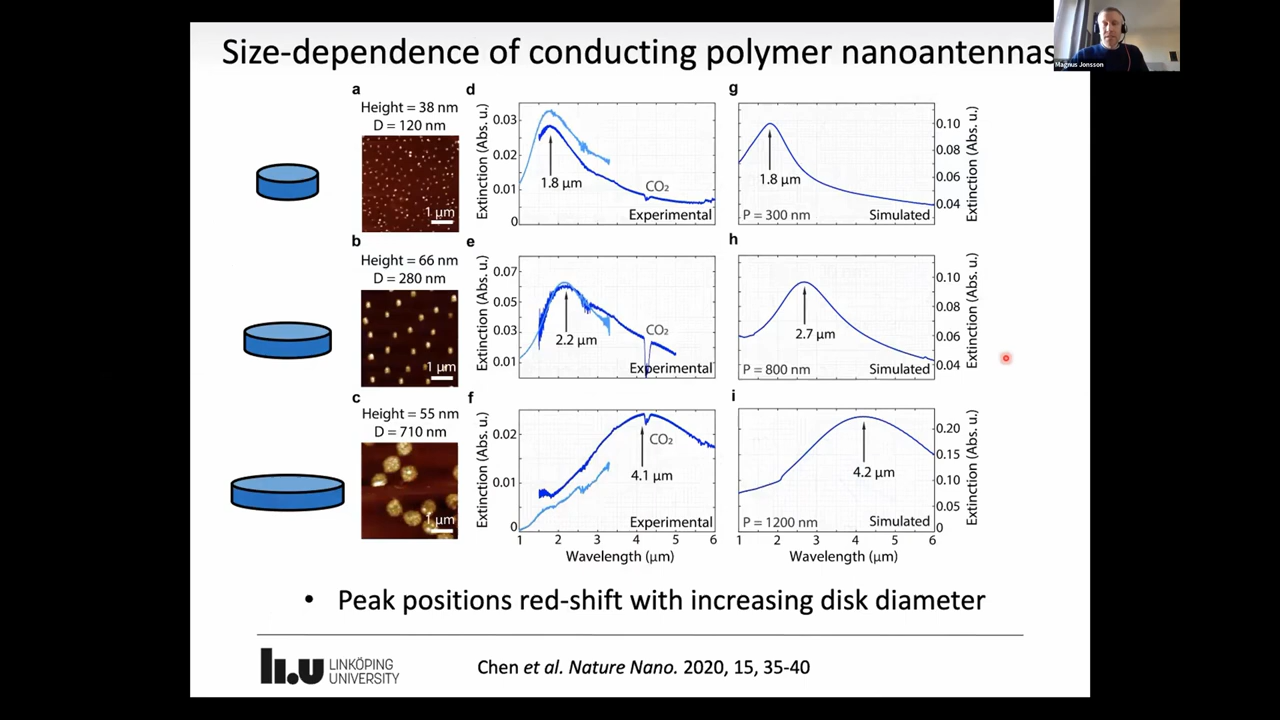 Size-dependence of conducting polymer nanoantennas
Magnus Jonsson
a
Height = 38 nm
D = 120 nm
1 μm
d
Extinction (Abs. u.)
0.03
0.02
0.01
0
1.8 μm
CO₂
Experimental
g
1.8 μm
P = 300 nm
Simulated
0.10
0.08
0.06
0.04
Extinction (Abs. u.)
b
Height = 66 nm
D = 280 nm
1 μm
e
Extinction (Abs. u.)
0.07
0.05
0.03
0.01
2.2 μm
CO₂
Experimental
h
2.7 μm
P = 800 nm
Simulated
0.10
0.08
0.06
0.04
Extinction (Abs. u.)
c
Height = 55 nm
D = 710 nm
1 μm
f
Extinction (Abs. u.)
0.02
0.01
0
4.1 μm
CO₂
Experimental
1 2 3 4 5 6
Wavelength (μm)
i
4.2 μm
P = 1200 nm
Simulated
0.20
0.15
0.10
0.05
0
Extinction (Abs. u.)
1 2 3 4 5 6
Wavelength (μm)
• Peak positions red-shift with increasing disk diameter
li.u LINKÖPING
UNIVERSITY
Chen et al. Nature Nano. 2020, 15, 35-40